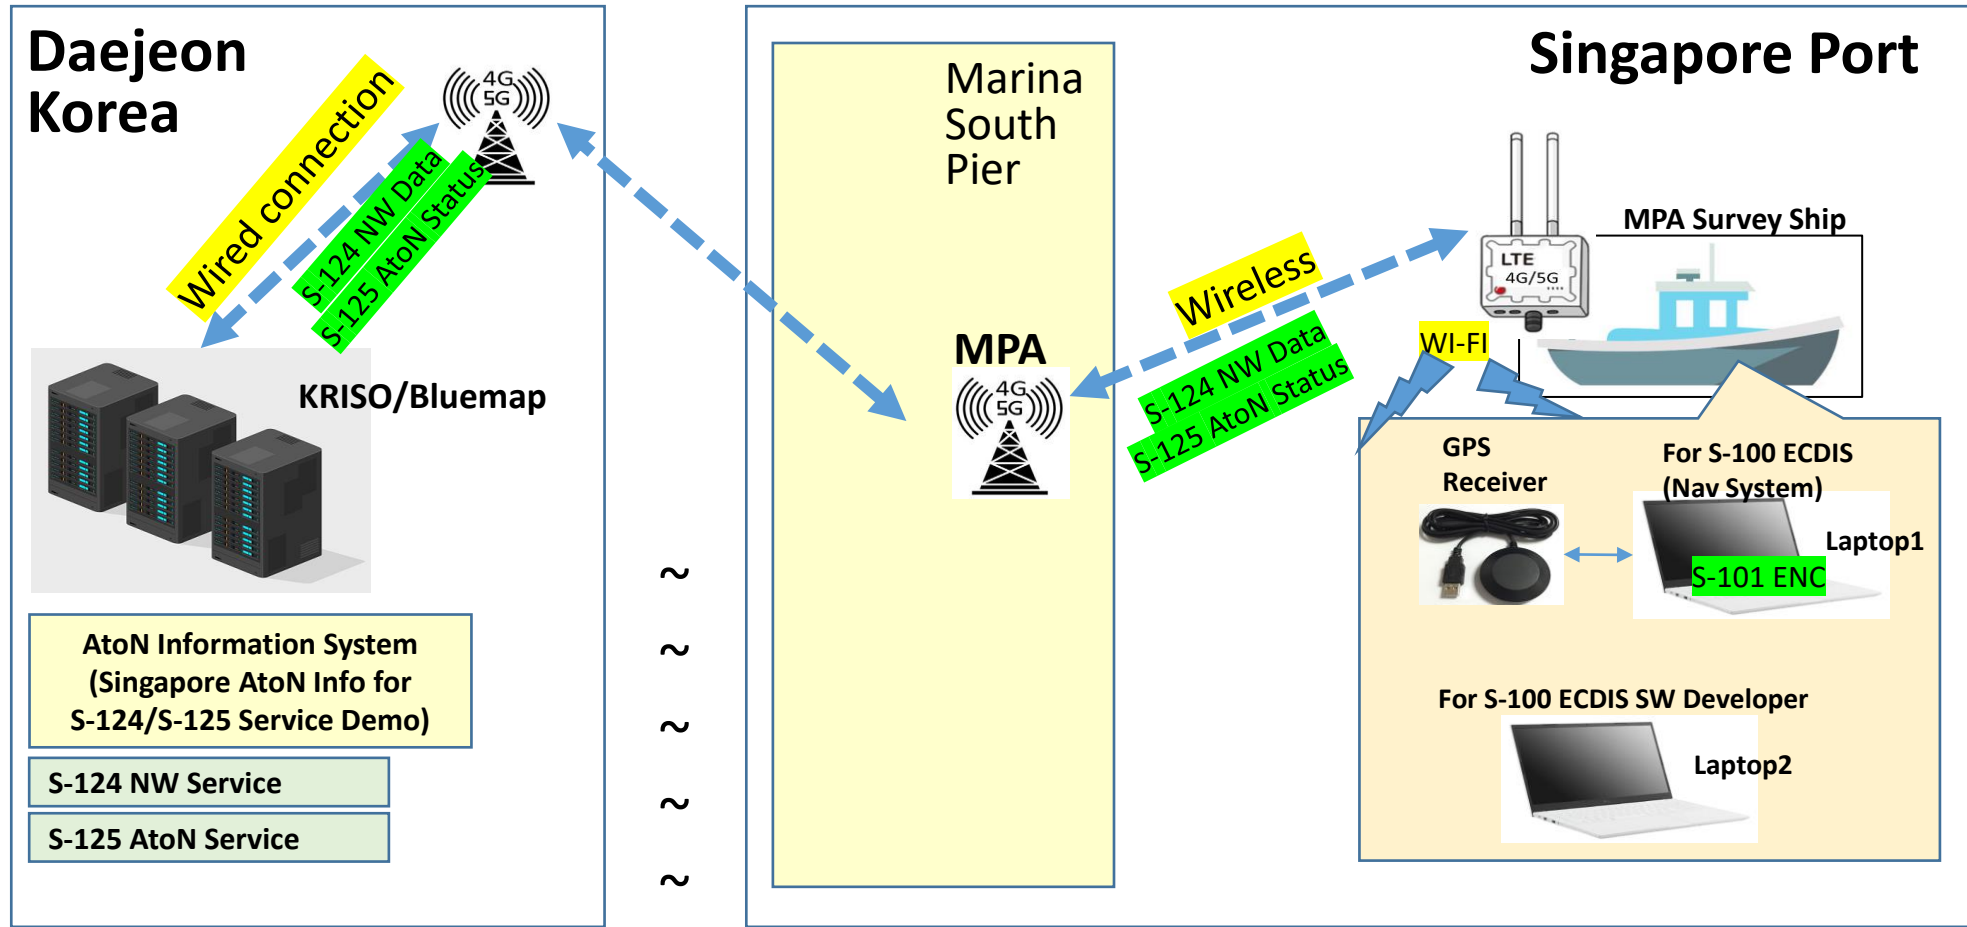 Daejeon
Korea
4G
5G
Wired connection
S-124 NW Data
S-125 AtoN Status
KRISO/Bluemap
AtoN Information System
(Singapore AtoN Info for
S-124/S-125 Service Demo)
S-124 NW Service
S-125 AtoN Service
~
~
~
~
~
Singapore Port
Marina
South
Pier
MPA
4G
5G
Wireless
S-124 NW Data
S-125 AtoN Status
LTE
4G/5G
MPA Survey Ship
WI-FI
GPS
Receiver
For S-100 ECDIS
(Nav System)
Laptop1
S-101 ENC
For S-100 ECDIS SW Developer
Laptop2